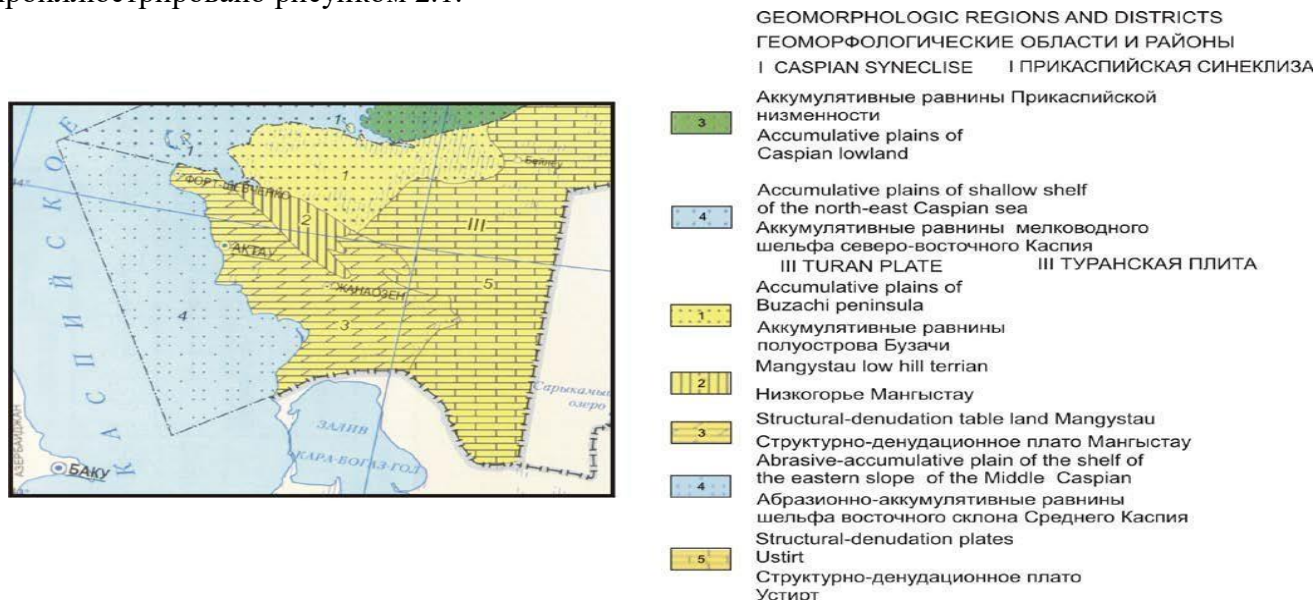 проиллюстрировано рисунком 2.1.
GEOMORPHOLOGIC REGIONS AND DISTRICTS
ГЕОМОРФОЛОГИЧЕСКИЕ ОБЛАСТИ И РАЙОНЫ
I CASPIAN SYNECLISE I ПРИКАСПИЙСКАЯ СИНЕКЛИЗА
3
Аккумулятивные равнины Прикаспийской
низменности
Accumulative plains of
Caspian lowland
4
Accumulative plains of shallow shelf
of the north-east Caspian sea
Аккумулятивные равнины мелководного
шельфа северо-восточного Каспия
III TURAN PLATE III ТУРАНСКАЯ ПЛИТА
1
Accumulative plains of
Buzachi peninsula
Аккумулятивные равнины
полуострова Бузачи
2
Mangystau low hill terrian
Низкогорье Мангыстау
3
Structural-denudation table land Mangystau
Структурно-денудационное плато Мангыстау
4
Abrasive-accumulative plain of the shelf of
the eastern slope of the Middle Caspian
Абразионно-аккумулятивные равнины
шельфа восточного склона Среднего Каспия
5
Structural-denudation plates
Ustirt
Структурно-денудационное плато
Устирт
КАСПИЙСКОЕ
1
1
1
Бейнеу
ФОРТ-ШЕВЧЕНКО
2
III
АКТАУ
ЖАНАОЗЕН
5
4
3
Сарыкамыш
озеро
ЗАЛИВ
КАРА-БОГАЗ-ГОЛ
АЗЕРБАЙДЖАН
БАКУ